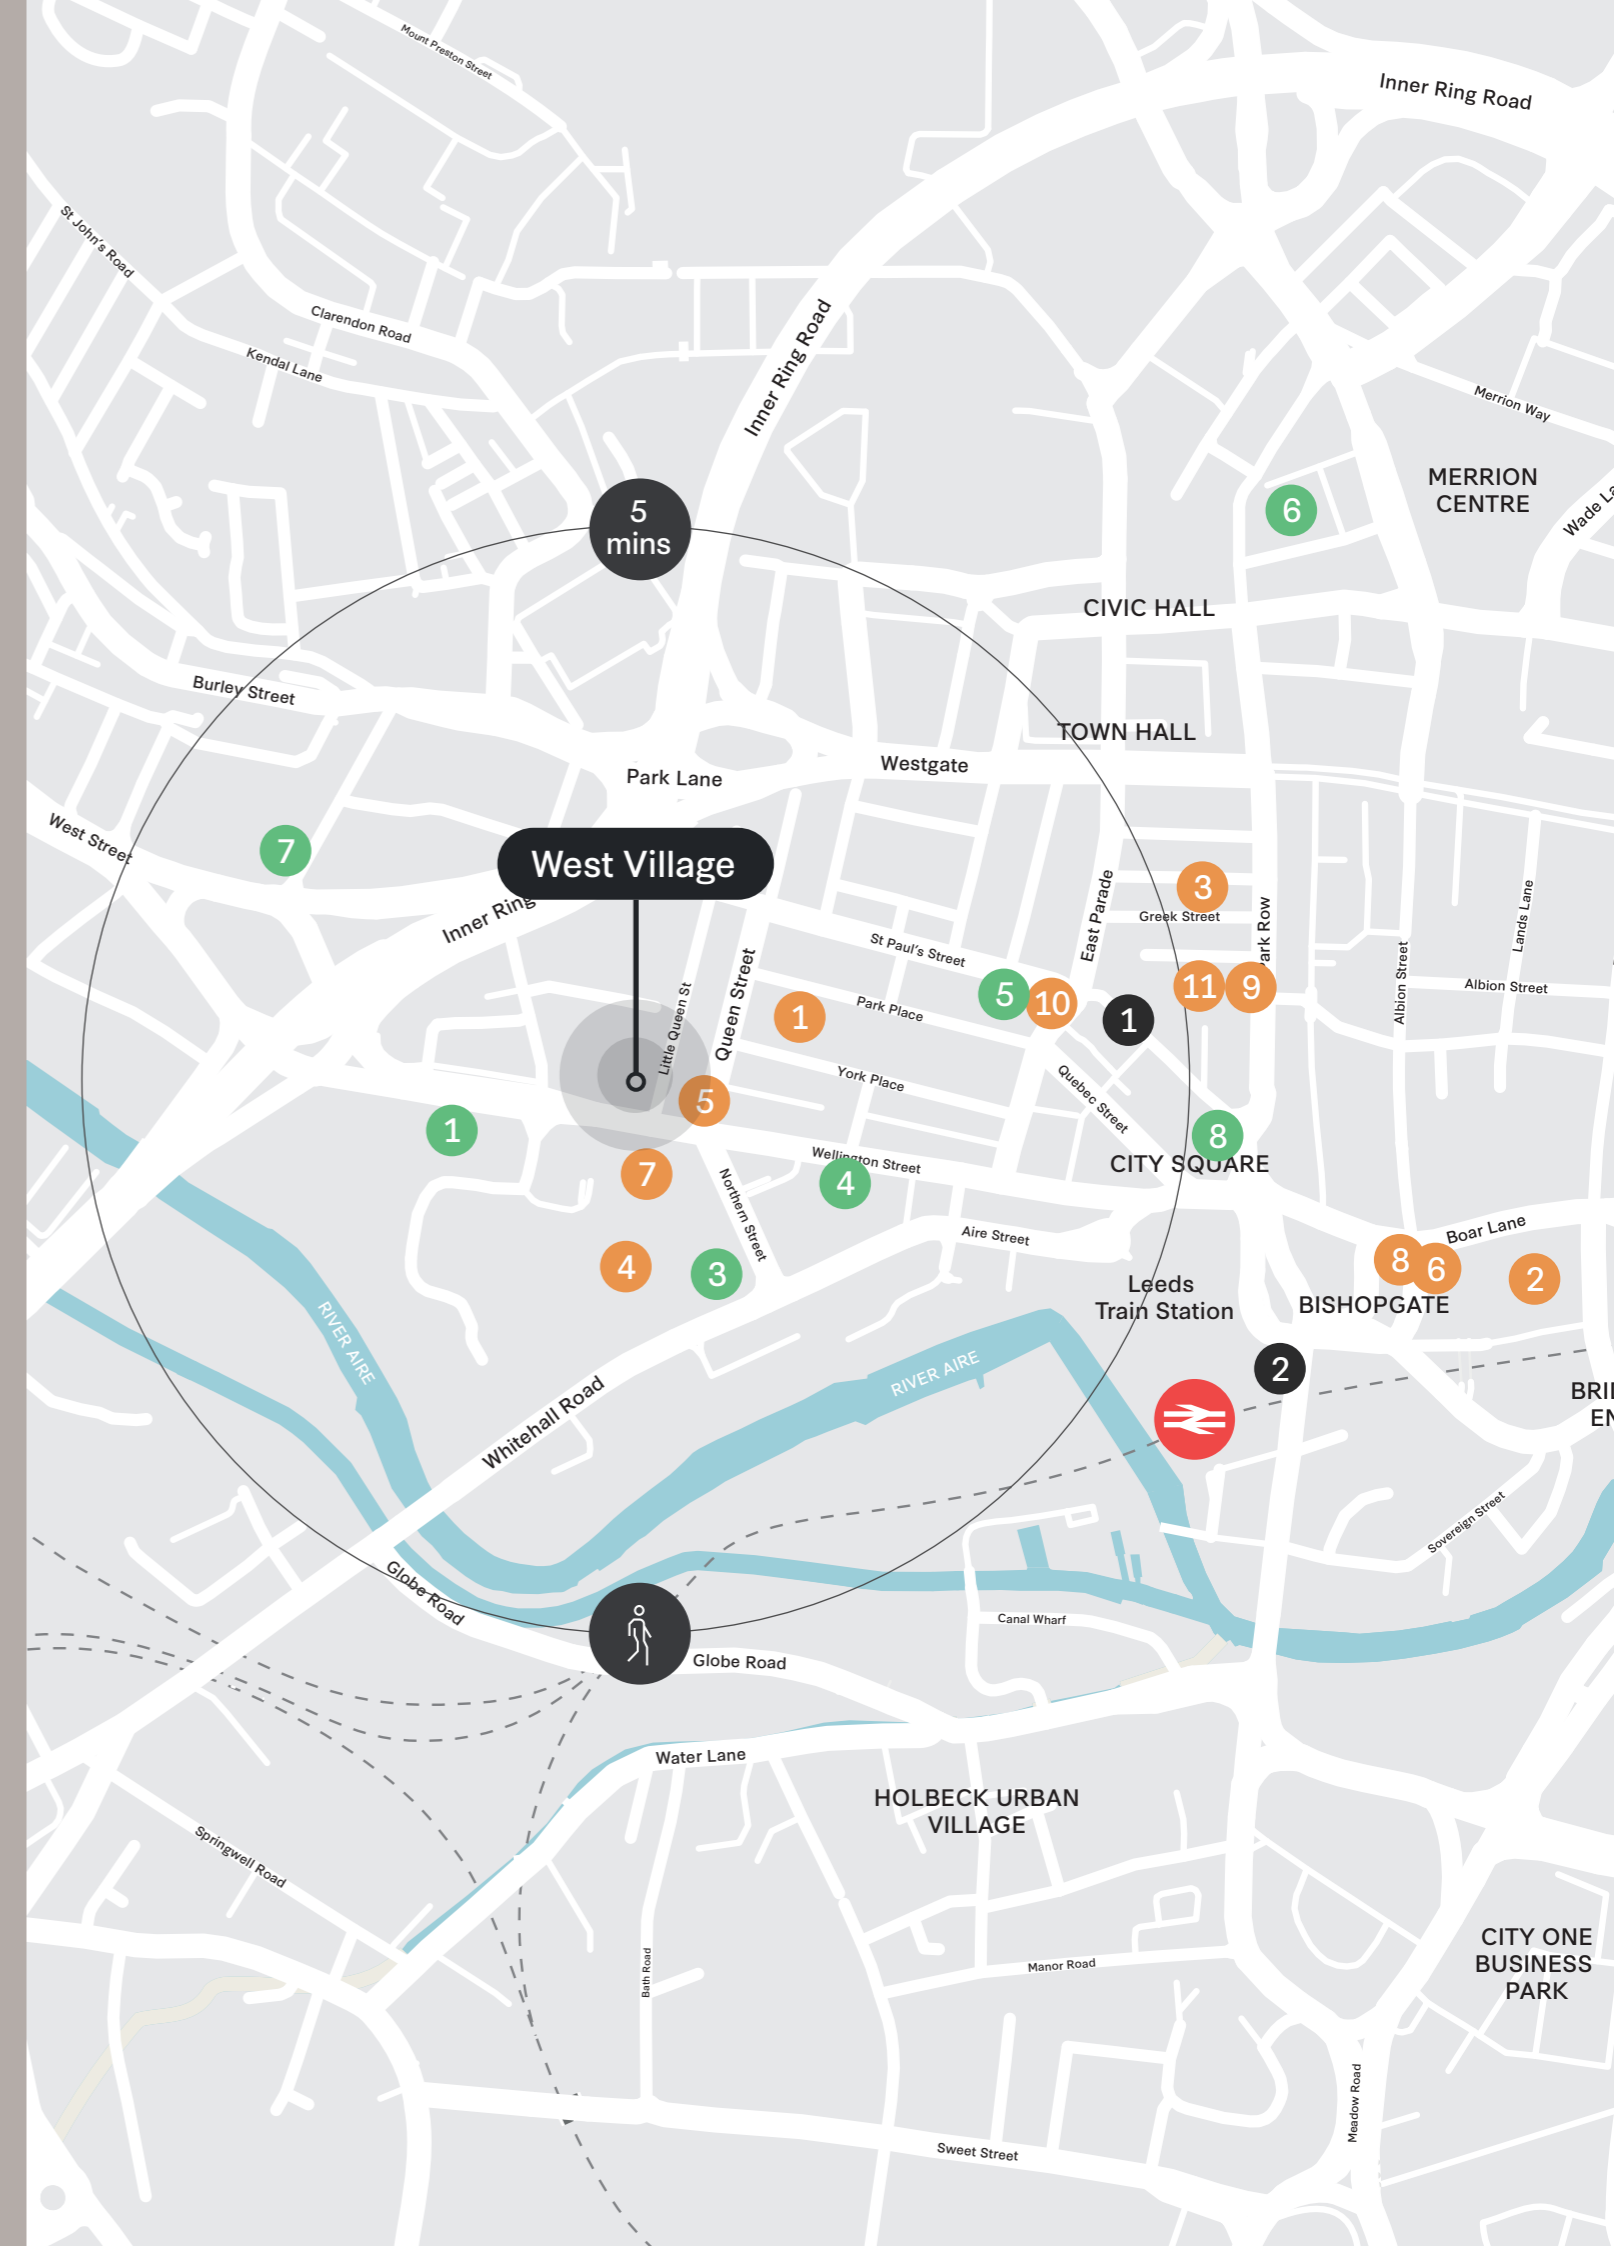 Mount Preston Street
Inner Ring Road
St John's Road
Clarendon Road
Kendal Lane
Inner Ring Road
Merrion Way
MERRION
CENTRE
Wade
5
mins
6
CIVIC HALL
Burley Street
TOWN HALL
Park Lane
Westgate
West Street
7
West Village
Inner Ring
3
Greek Street
East Parade
Park Row
Lands Lane
St Paul's Street
Queen Street
Little Queen St
Park Place
1
5
10
1
11
9
Albion Street
Albion Street
York Place
Quebec Street
5
1
8
CITY SQUARE
Wellington Street
7
4
Northern Street
Aire Street
Boar Lane
4
3
8
6
2
Leeds
Train Station
BISHOPGATE
RIVER AIRE
RIVER AIRE
2
Whitehall Road
Sovereign Street
Globe Road
Canal Wharf
Globe Road
Water Lane
HOLBECK URBAN
VILLAGE
Springwell Road
Bath Road
Manor Road
CITY ONE
BUSINESS
PARK
Meadow Road
Sweet Street